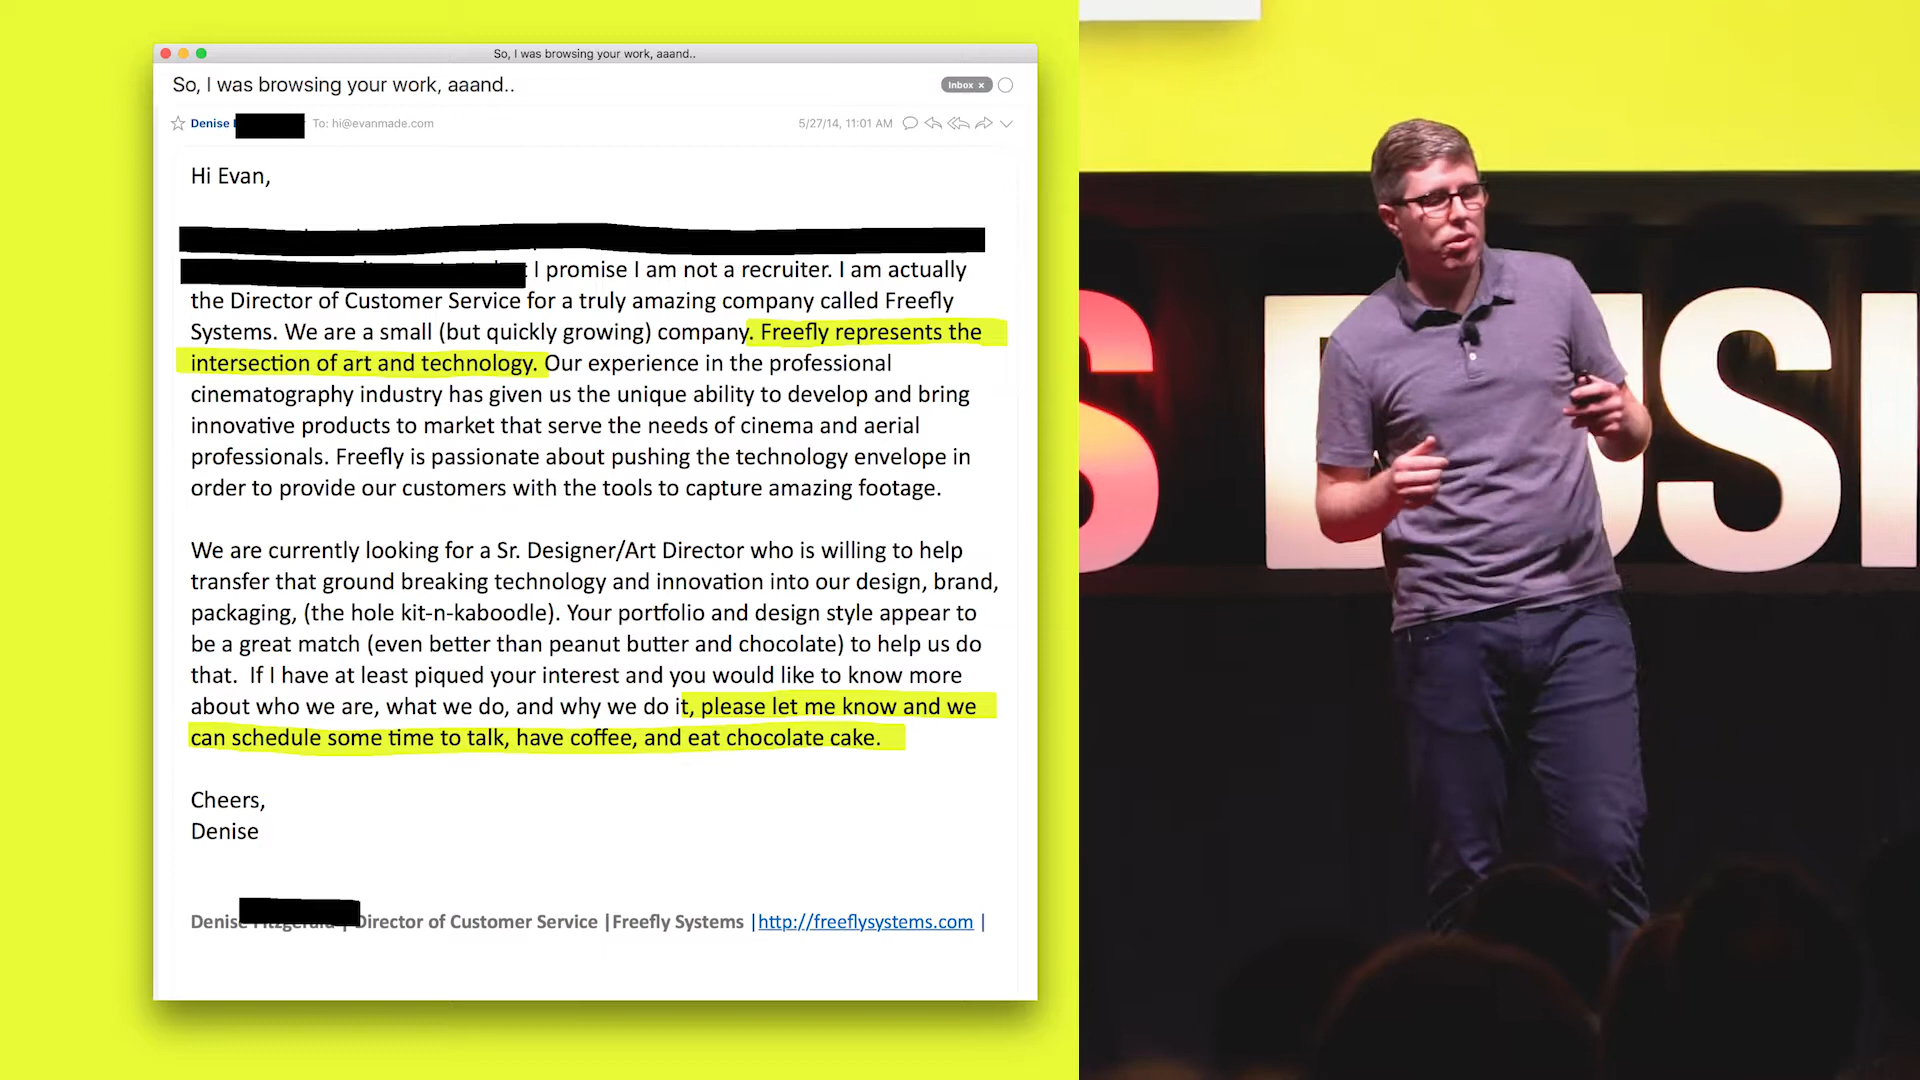 So, I was browsing your work, aaand..
So, I was browsing your work, aaand..
Inbox x
Denise
To: hi@evanmade.com
5/27/14, 11:01 AM
Hi Evan,
I promise I am not a recruiter. I am actually
the Director of Customer Service for a truly amazing company called Freefly
Systems. We are a small (but quickly growing) company. Freefly represents the
intersection of art and technology. Our experience in the professional
cinematography industry has given us the unique ability to develop and bring
innovative products to market that serve the needs of cinema and aerial
professionals. Freefly is passionate about pushing the technology envelope in
order to provide our customers with the tools to capture amazing footage.
We are currently looking for a Sr. Designer/Art Director who is willing to help
transfer that ground breaking technology and innovation into our design, brand,
packaging, (the hole kit-n-kaboodle). Your portfolio and design style appear to
be a great match (even better than peanut butter and chocolate) to help us do
that. If I have at least piqued your interest and you would like to know more
about who we are, what we do, and why we do it, please let me know and we
can schedule some time to talk, have coffee, and eat chocolate cake.
Cheers,
Denise
Denise Director of Customer Service |Freefly Systems |http://freeflysystems.com |